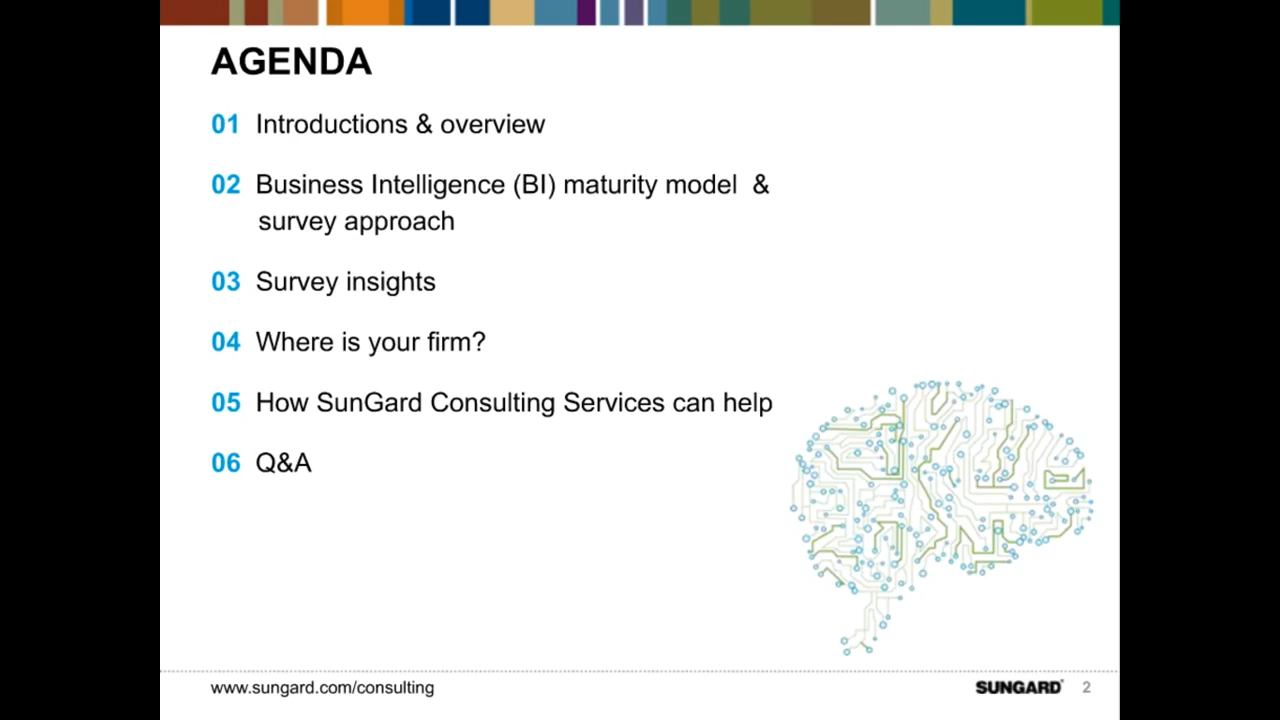 AGENDA
01 Introductions & overview
02 Business Intelligence (BI) maturity model &
survey approach
03 Survey insights
04 Where is your firm?
05 How SunGard Consulting Services can help
06 Q&A
www.sungard.com/consulting
SUNGARD 2